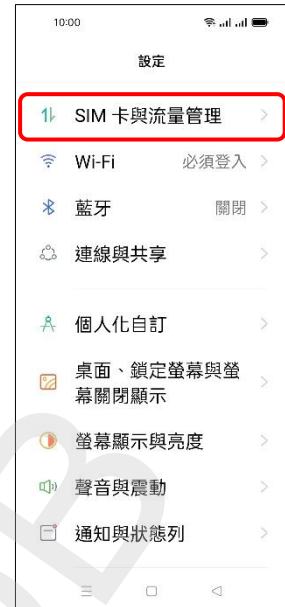 10:00
設定
SIM 卡與流量管理
Wi-Fi 必須登入
藍牙 關閉
連線與共享
個人化自訂
桌面、鎖定螢幕與螢
幕關閉顯示
螢幕顯示與亮度
聲音與震動
通知與狀態列